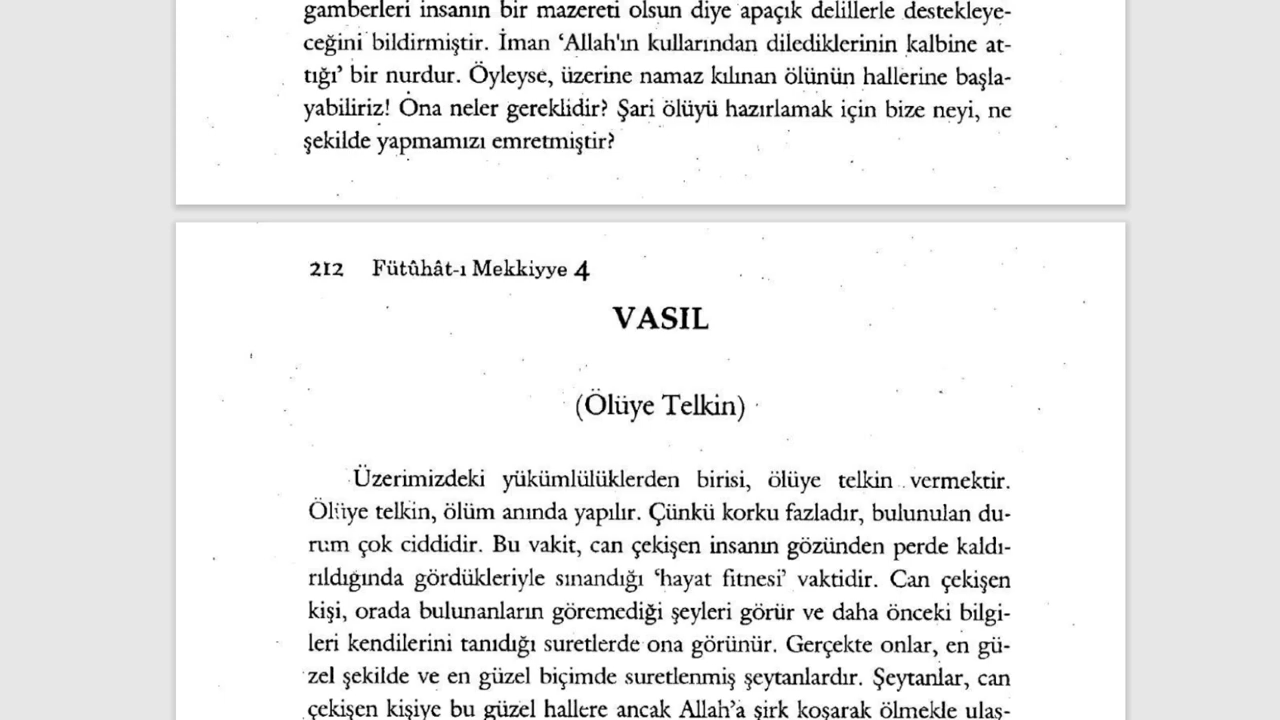 gamberleri insanın bir mazereti olsun diye apaçık delillerle destekleye-
ceğini bildirmiştir. İman ‘Allah'ın kullarından dilediklerinin kalbine at-
tığı’ bir nurdur. Öyleyse, üzerine namaz kılınan ölünün hallerine başla-
yabiliriz! Ona neler gereklidir? Şari ölüyü hazırlamak için bize neyi, ne
şekilde yapmamızı emretmiştir?
212 Fütûhât-ı Mekkiyye 4
VASIL
(Ölüye Telkin)
Üzerimizdeki yükümlülüklerden birisi, ölüye telkin vermektir.
Ölüye telkin, ölüm anında yapılır. Çünkü korku fazladır, bulunulan du-
rum çok ciddidir. Bu vakit, can çekişen insanın gözünden perde kaldı-
rıldığında gördükleriyle sınandığı ‘hayat fitnesi’ vaktidir. Can çekişen
kişi, orada bulunanların göremediği şeyleri görür ve daha önceki bilgi-
leri kendilerini tanıdığı suretlerde ona görünür. Gerçekte onlar, en gü-
zel şekilde ve en güzel biçimde suretlenmiş şeytanlardır. Şeytanlar, can
çekişen kişiye bu güzel hallere ancak Allah’a şirk koşarak ölmekle ulaş-